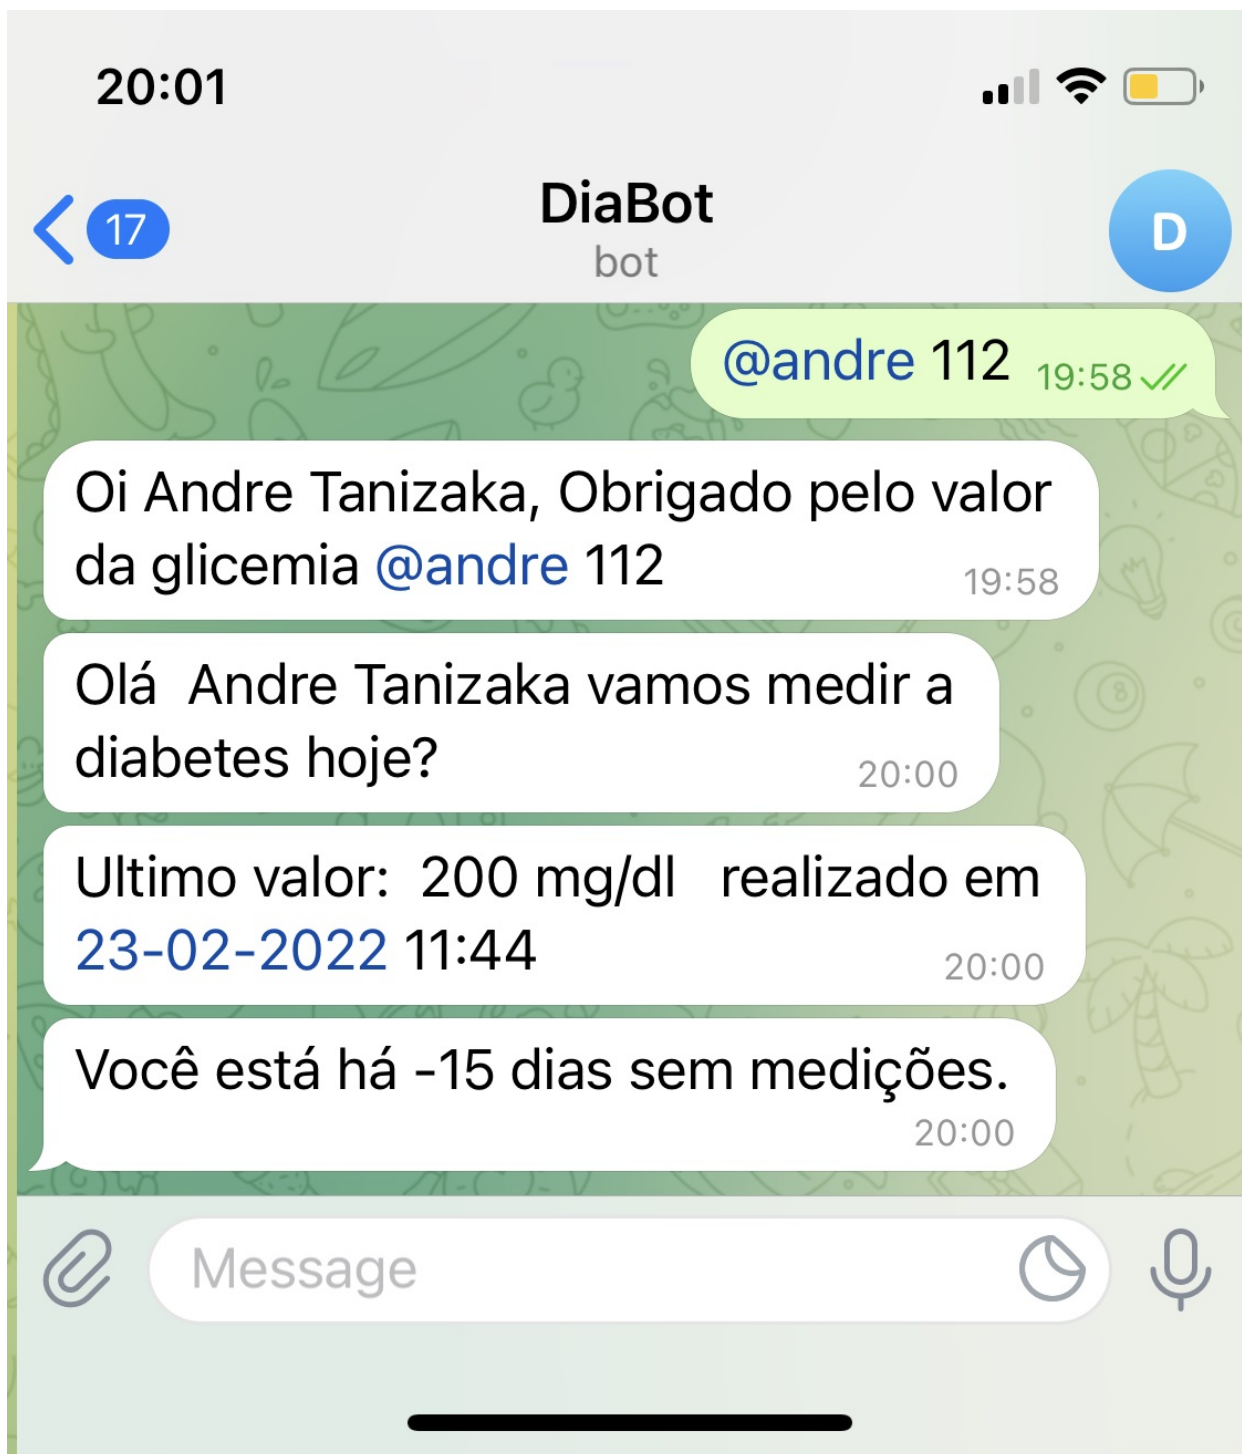 20:01
17
DiaBot
bot
D
@andre 112 19:58
Oi Andre Tanizaka, Obrigado pelo valor
da glicemia @andre 112
19:58
Olá  Andre Tanizaka vamos medir a
diabetes hoje?
20:00
Ultimo valor:  200 mg/dl   realizado em
23-02-2022 11:44
20:00
Você está há -15 dias sem medições.
20:00
Message